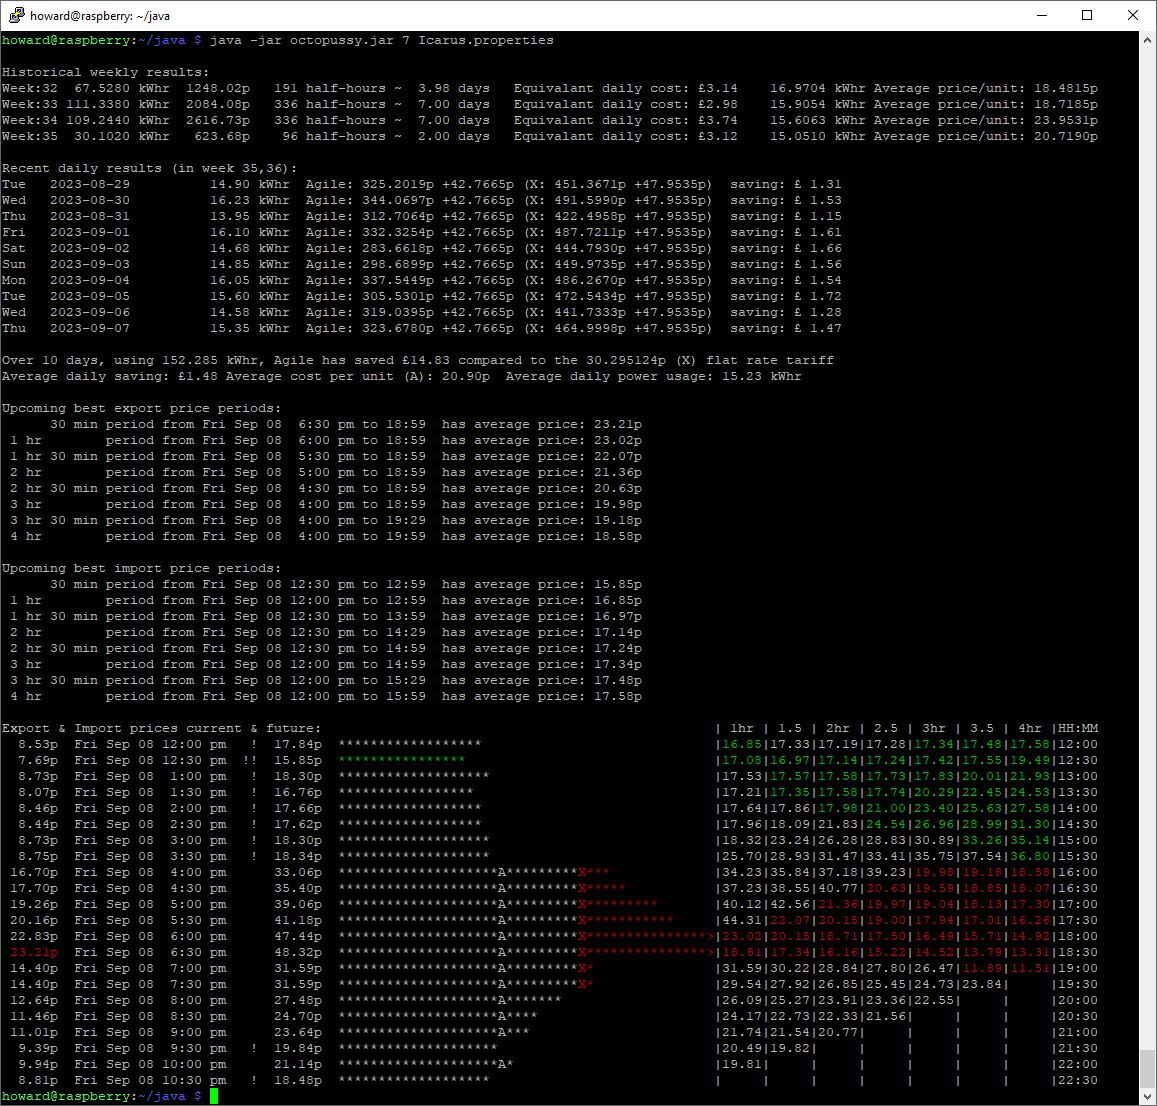 howard@raspberry: ~/java
howard@raspberry:~/java $ java -jar octopussy.jar 7 Icarus.properties
Historical weekly results:
Week:32  67.5280 kWhr  1248.02p   191 half-hours ~  3.98 days   Equivalant daily cost: £3.14    16.9704 kWhr Average price/unit: 18.4815p
Week:33 111.3380 kWhr  2084.08p   336 half-hours ~  7.00 days   Equivalant daily cost: £2.98    15.9054 kWhr Average price/unit: 18.7185p
Week:34 109.2440 kWhr  2616.73p   336 half-hours ~  7.00 days   Equivalant daily cost: £3.74    15.6063 kWhr Average price/unit: 23.9531p
Week:35  30.1020 kWhr   623.68p    96 half-hours ~  2.00 days   Equivalant daily cost: £3.12    15.0510 kWhr Average price/unit: 20.7190p
Recent daily results (in week 35,36):
Tue   2023-08-29          14.90 kWhr  Agile: 325.2019p +42.7665p (X: 451.3671p +47.9535p)  saving: £ 1.31
Wed   2023-08-30          16.23 kWhr  Agile: 344.0697p +42.7665p (X: 491.5990p +47.9535p)  saving: £ 1.53
Thu   2023-08-31          13.95 kWhr  Agile: 312.7064p +42.7665p (X: 422.4958p +47.9535p)  saving: £ 1.15
Fri   2023-09-01          16.10 kWhr  Agile: 332.3254p +42.7665p (X: 487.7211p +47.9535p)  saving: £ 1.61
Sat   2023-09-02          14.68 kWhr  Agile: 283.6618p +42.7665p (X: 444.7930p +47.9535p)  saving: £ 1.66
Sun   2023-09-03          14.85 kWhr  Agile: 298.6899p +42.7665p (X: 449.9735p +47.9535p)  saving: £ 1.56
Mon   2023-09-04          16.05 kWhr  Agile: 337.5449p +42.7665p (X: 486.2670p +47.9535p)  saving: £ 1.54
Tue   2023-09-05          15.60 kWhr  Agile: 305.5301p +42.7665p (X: 472.5434p +47.9535p)  saving: £ 1.72
Wed   2023-09-06          14.58 kWhr  Agile: 319.0395p +42.7665p (X: 441.7333p +47.9535p)  saving: £ 1.28
Thu   2023-09-07          15.35 kWhr  Agile: 323.6780p +42.7665p (X: 464.9998p +47.9535p)  saving: £ 1.47
Over 10 days, using 152.285 kWhr, Agile has saved £14.83 compared to the 30.295124p (X) flat rate tariff
Average daily saving: £1.48 Average cost per unit (A): 20.90p  Average daily power usage: 15.23 kWhr
Upcoming best export price periods:
      30 min period from Fri Sep 08  6:30 pm to 18:59  has average price: 23.21p
 1 hr        period from Fri Sep 08  6:00 pm to 18:59  has average price: 23.02p
 1 hr 30 min period from Fri Sep 08  5:30 pm to 18:59  has average price: 22.07p
 2 hr        period from Fri Sep 08  5:00 pm to 18:59  has average price: 21.36p
 2 hr 30 min period from Fri Sep 08  4:30 pm to 18:59  has average price: 20.63p
 3 hr        period from Fri Sep 08  4:00 pm to 18:59  has average price: 19.98p
 3 hr 30 min period from Fri Sep 08  4:00 pm to 19:29  has average price: 19.18p
 4 hr        period from Fri Sep 08  4:00 pm to 19:59  has average price: 18.58p
Upcoming best import price periods:
      30 min period from Fri Sep 08 12:30 pm to 12:59  has average price: 15.85p
 1 hr        period from Fri Sep 08 12:00 pm to 12:59  has average price: 16.85p
 1 hr 30 min period from Fri Sep 08 12:30 pm to 13:59  has average price: 16.97p
 2 hr        period from Fri Sep 08 12:30 pm to 14:29  has average price: 17.14p
 2 hr 30 min period from Fri Sep 08 12:30 pm to 14:59  has average price: 17.24p
 3 hr        period from Fri Sep 08 12:00 pm to 14:59  has average price: 17.34p
 3 hr 30 min period from Fri Sep 08 12:00 pm to 15:29  has average price: 17.48p
 4 hr        period from Fri Sep 08 12:00 pm to 15:59  has average price: 17.58p
Export & Import prices current & future:                                                 | 1hr | 1.5 | 2hr | 2.5 | 3hr | 3.5 | 4hr |HH:MM
  8.53p  Fri Sep 08 12:00 pm   !  17.84p  ******************                             |16.85|17.33|17.19|17.28|17.34|17.48|17.58|12:00
  7.69p  Fri Sep 08 12:30 pm  !!  15.85p  ****************                               |17.08|16.97|17.14|17.24|17.42|17.55|19.49|12:30
  8.73p  Fri Sep 08  1:00 pm   !  18.30p  *******************                            |17.53|17.57|17.58|17.73|17.83|20.01|21.93|13:00
  8.07p  Fri Sep 08  1:30 pm   !  16.76p  *****************                              |17.21|17.35|17.58|17.74|20.29|22.45|24.53|13:30
  8.46p  Fri Sep 08  2:00 pm   !  17.66p  ******************                             |17.64|17.86|17.98|21.00|23.40|25.63|27.58|14:00
  8.44p  Fri Sep 08  2:30 pm   !  17.62p  ******************                             |17.96|18.09|21.83|24.54|26.96|28.99|31.30|14:30
  8.73p  Fri Sep 08  3:00 pm   !  18.30p  *******************                            |18.32|23.24|26.28|28.83|30.89|33.26|35.14|15:00
  8.75p  Fri Sep 08  3:30 pm   !  18.34p  *******************                            |25.70|28.93|31.47|33.41|35.75|37.54|36.80|15:30
 16.70p  Fri Sep 08  4:00 pm      33.06p  ********************A*********X***             |34.23|35.84|37.18|39.23|19.98|19.18|18.58|16:00
 17.70p  Fri Sep 08  4:30 pm      35.40p  ********************A*********X*****           |37.23|38.55|40.77|20.63|19.59|18.85|18.07|16:30
 19.26p  Fri Sep 08  5:00 pm      39.06p  ********************A*********X*********       |40.12|42.56|21.36|19.97|19.04|18.13|17.30|17:00
 20.16p  Fri Sep 08  5:30 pm      41.18p  ********************A*********X***********     |44.31|22.07|20.15|19.00|17.94|17.01|16.26|17:30
 22.83p  Fri Sep 08  6:00 pm      47.44p  ********************A*********X***************>|23.02|20.15|18.71|17.50|16.49|15.71|14.92|18:00
 23.21p  Fri Sep 08  6:30 pm      48.32p  ********************A*********X***************>|18.81|17.34|16.16|15.22|14.52|13.79|13.31|18:30
 14.40p  Fri Sep 08  7:00 pm      31.59p  ********************A*********X*               |31.59|30.22|28.84|27.80|26.47|11.89|11.51|19:00
 14.40p  Fri Sep 08  7:30 pm      31.59p  ********************A*********X*               |29.54|27.92|26.85|25.45|24.73|23.84|     |19:30
 12.64p  Fri Sep 08  8:00 pm      27.48p  ********************A*******                   |26.09|25.27|23.91|23.36|22.55|     |     |20:00
 11.46p  Fri Sep 08  8:30 pm      24.70p  ********************A****                      |24.17|22.73|22.33|21.56|     |     |     |20:30
 11.01p  Fri Sep 08  9:00 pm      23.64p  ********************A***                       |21.74|21.54|20.77|     |     |     |     |21:00
  9.39p  Fri Sep 08  9:30 pm   !  19.84p  ********************                           |20.49|19.82|     |     |     |     |     |21:30
  9.94p  Fri Sep 08 10:00 pm      21.14p  ********************A*                         |19.81|     |     |     |     |     |     |22:00
  8.81p  Fri Sep 08 10:30 pm   !  18.48p  *******************                            |     |     |     |     |     |     |     |22:30
howard@raspberry:~/java $